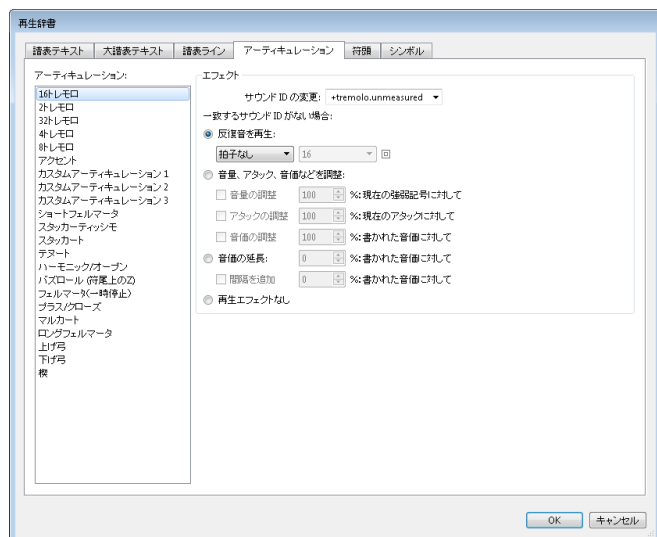 再生辞書
譜表テキスト 大譜表テキスト 譜表ライン アーティキュレーション 符頭 シンボル
アーティキュレーション:
16トレモロ
2トレモロ
32トレモロ
4トレモロ
8トレモロ
アクセント
カスタムアーティキュレーション 1
カスタムアーティキュレーション 2
カスタムアーティキュレーション 3
ショートフェルマータ
スタッカーティッシモ
スタッカート
テヌート
ハーモニック/オープン
バズロール (符尾上のZ)
フェルマータ(一時停止)
プラス/クローズ
マルカート
ロングフェルマータ
上げ弓
下げ弓
楔
エフェクト
サウンド ID の変更: +tremolo.unmeasured
一致するサウンド ID がない場合:
反復音を再生:
拍子なし 16
音量、アタック、音価などを調整:
音量の調整 100 %:現在の強弱記号に対して
アタックの調整 100 %:現在のアタックに対して
音価の調整 100 %:書かれた音価に対して
音価の延長: 0 %:書かれた音価に対して
間隔を追加 0 %:書かれた音価に対して
再生エフェクトなし
OK キャンセル